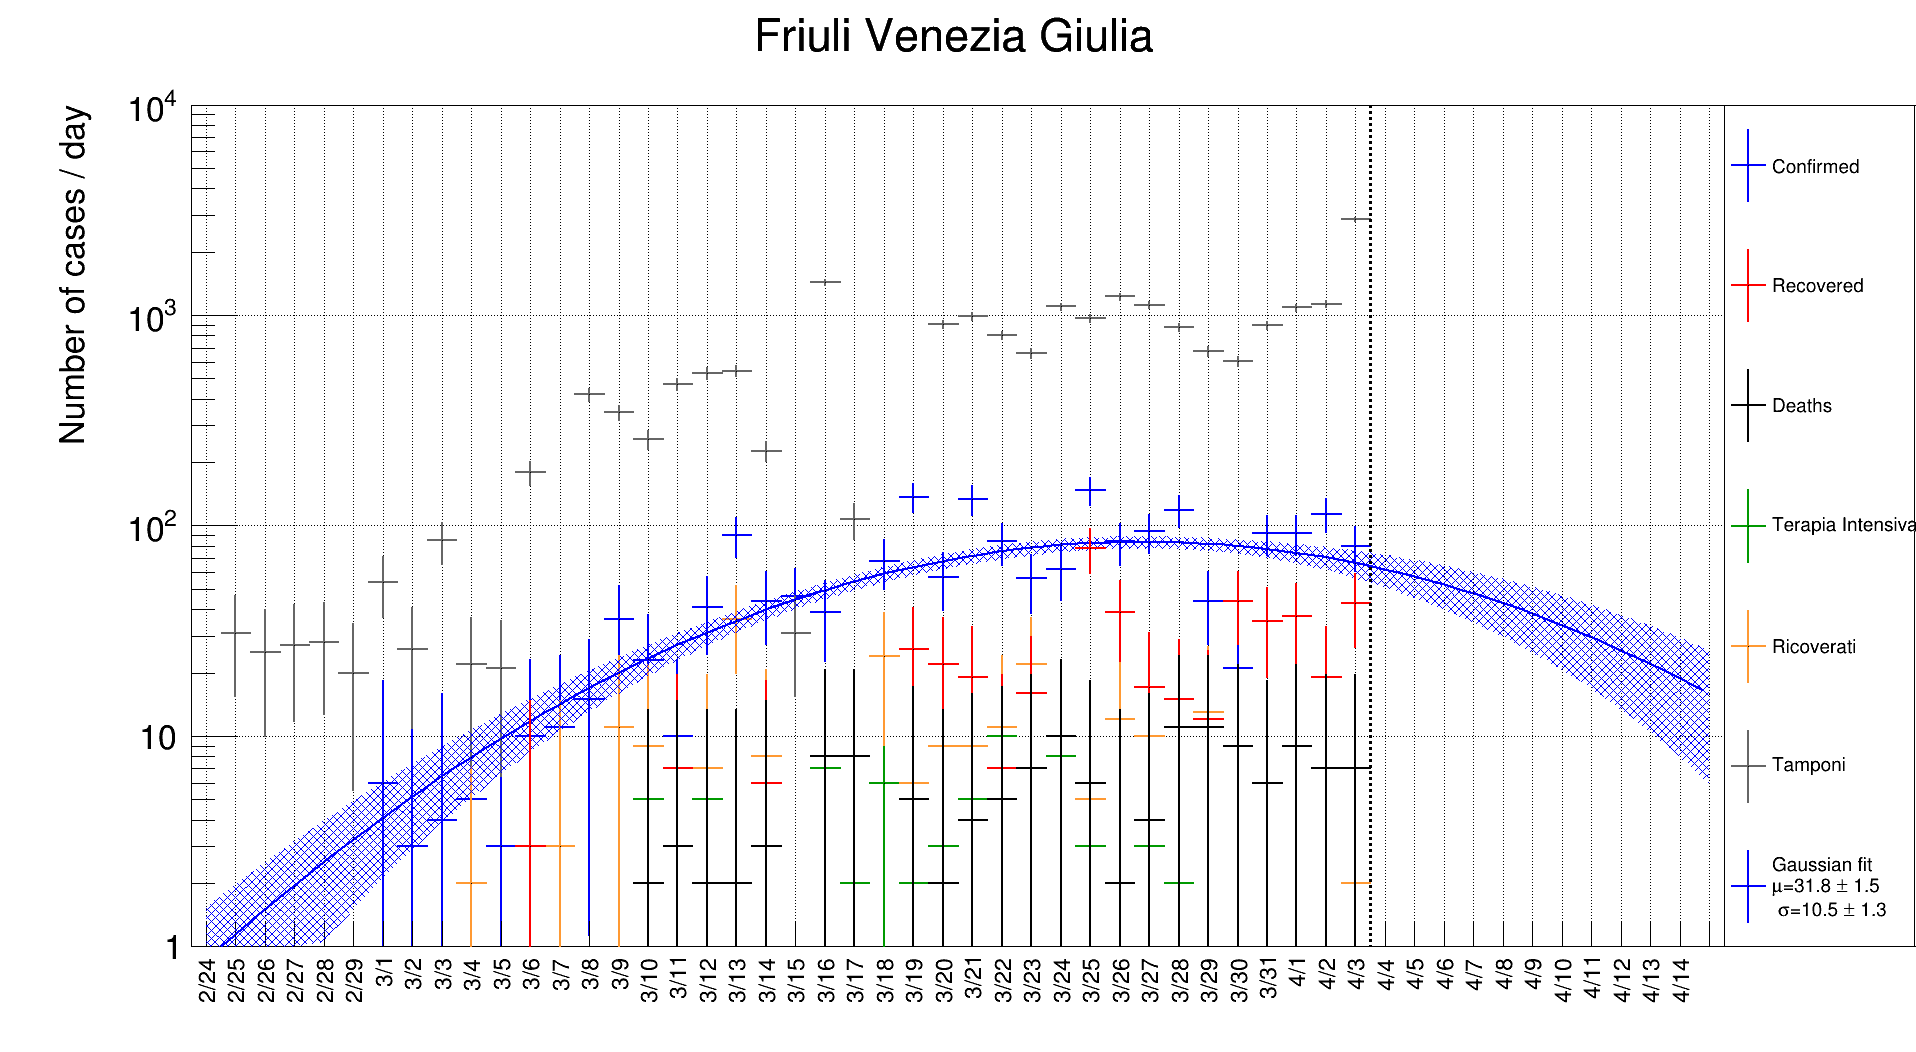 Friuli Venezia Giulia
Number of cases / day
10⁴
10³
10²
10
1
2/24 2/25 2/26 2/27 2/28 2/29 3/1 3/2 3/3 3/4 3/5 3/6 3/7 3/8 3/9 3/10 3/11 3/12 3/13 3/14 3/15 3/16 3/17 3/18 3/19 3/20 3/21 3/22 3/23 3/24 3/25 3/26 3/27 3/28 3/29 3/30 3/31 4/1 4/2 4/3 4/4 4/5 4/6 4/7 4/8 4/9 4/10 4/11 4/12 4/13 4/14
Confirmed
Recovered
Deaths
Terapia Intensiva
Ricoverati
Tamponi
Gaussian fit
μ=31.8 ± 1.5
σ=10.5 ± 1.3